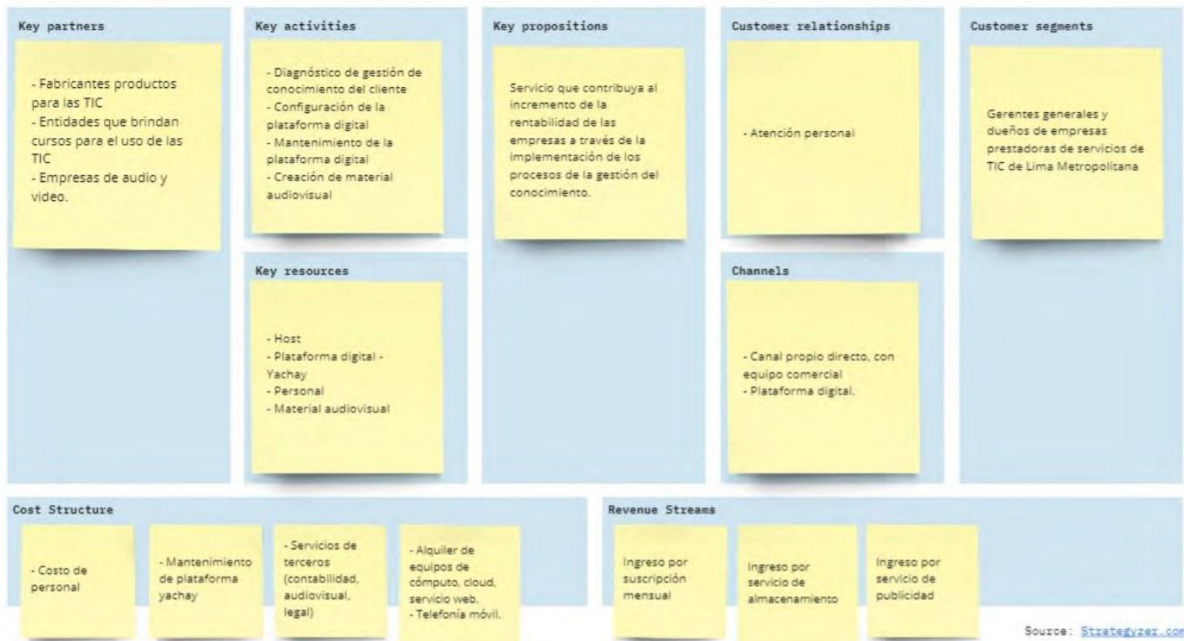 Key partners
- Fabricantes productos
para las TIC
- Entidades que brindan
cursos para el uso de las
TIC
- Empresas de audio y
video.
Key activities
- Diagnóstico de gestión de
conocimiento del cliente
- Configuración de la
plataforma digital
- Mantenimiento de la
plataforma digital
- Creación de material
audiovisual
Key resources
- Host
- Plataforma digital -
Yachay
- Personal
- Material audiovisual
Key propositions
Servicio que contribuya al
incremento de la
rentabilidad de las
empresas a través de la
implementación de los
procesos de la gestión del
conocimiento.
Customer relationships
- Atención personal
Channels
- Canal propio directo, con
equipo comercial
- Plataforma digital.
Customer segments
Gerentes generales y
dueños de empresas
prestadoras de servicios de
TIC de Lima Metropolitana
Cost Structure
- Costo de
personal
- Mantenimiento
de plataforma
yachay
- Servicios de
terceros
(contabilidad,
audiovisual,
legal)
- Alquiler de
equipos de
cómputo, cloud,
servicio web.
- Telefonía móvil.
Revenue Streams
Ingreso por
suscripción
mensual
Ingreso por
servicio de
almacenamiento
Ingreso por
servicio de
publicidad
Source: Strategyzer.com